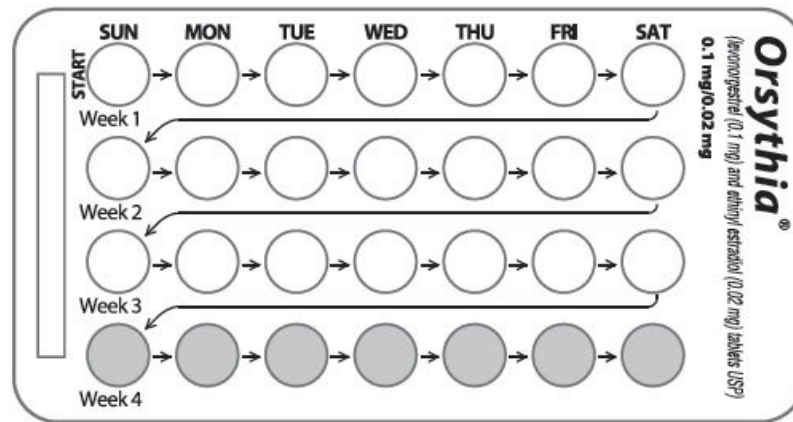 SUN MON TUE WED THU FRI SAT
START
Week 1
Week 2
Week 3
Week 4
Orsythia®
(levonorgestrel (0.1 mg) and ethinyl estradiol (0.02 mg) tablets USP)
0.1 mg/0.02 mg